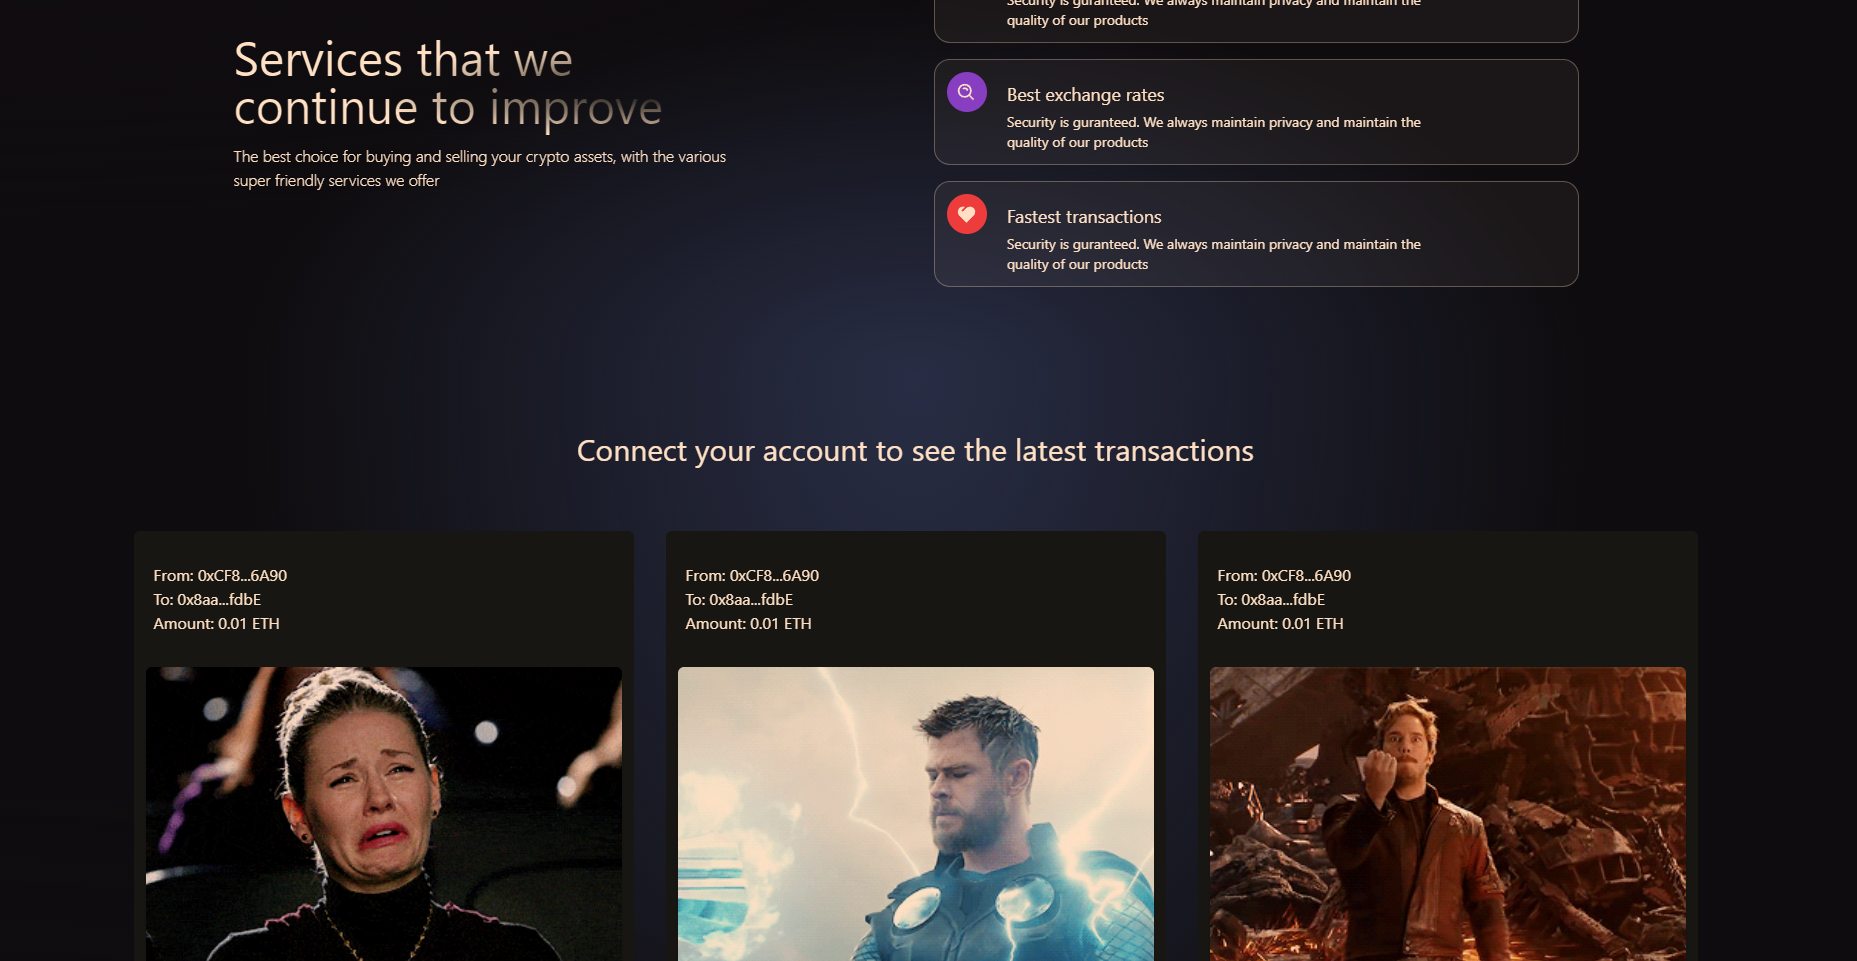 Security is guranteed. We always maintain privacy and maintain the
quality of our products
Services that we
continue to improve
The best choice for buying and selling your crypto assets, with the various
super friendly services we offer
Best exchange rates
Security is guranteed. We always maintain privacy and maintain the
quality of our products
Fastest transactions
Security is guranteed. We always maintain privacy and maintain the
quality of our products
Connect your account to see the latest transactions
From: 0xCF8...6A90
To: 0x8aa...fdbE
Amount: 0.01 ETH
From: 0xCF8...6A90
To: 0x8aa...fdbE
Amount: 0.01 ETH
From: 0xCF8...6A90
To: 0x8aa...fdbE
Amount: 0.01 ETH